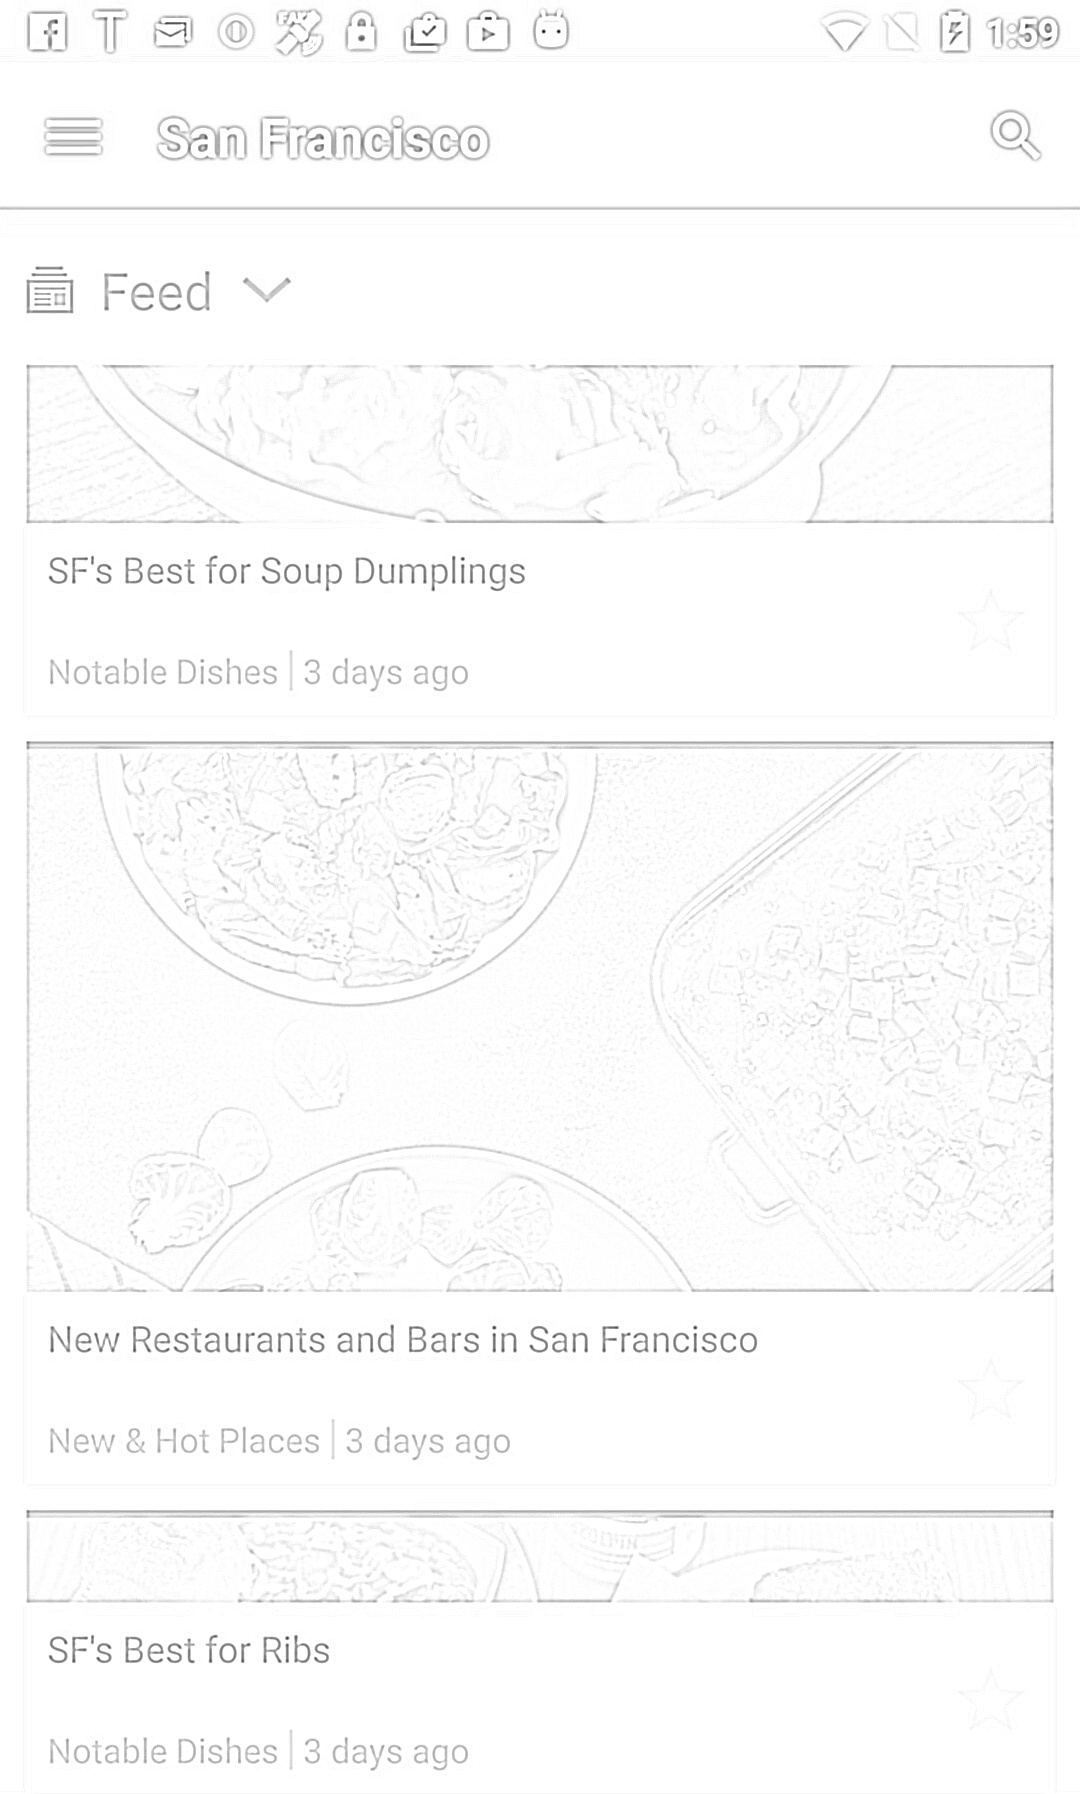 1:59
San Francisco
Feed
SF's Best for Soup Dumplings
Notable Dishes | 3 days ago
New Restaurants and Bars in San Francisco
New & Hot Places | 3 days ago
SF's Best for Ribs
Notable Dishes | 3 days ago